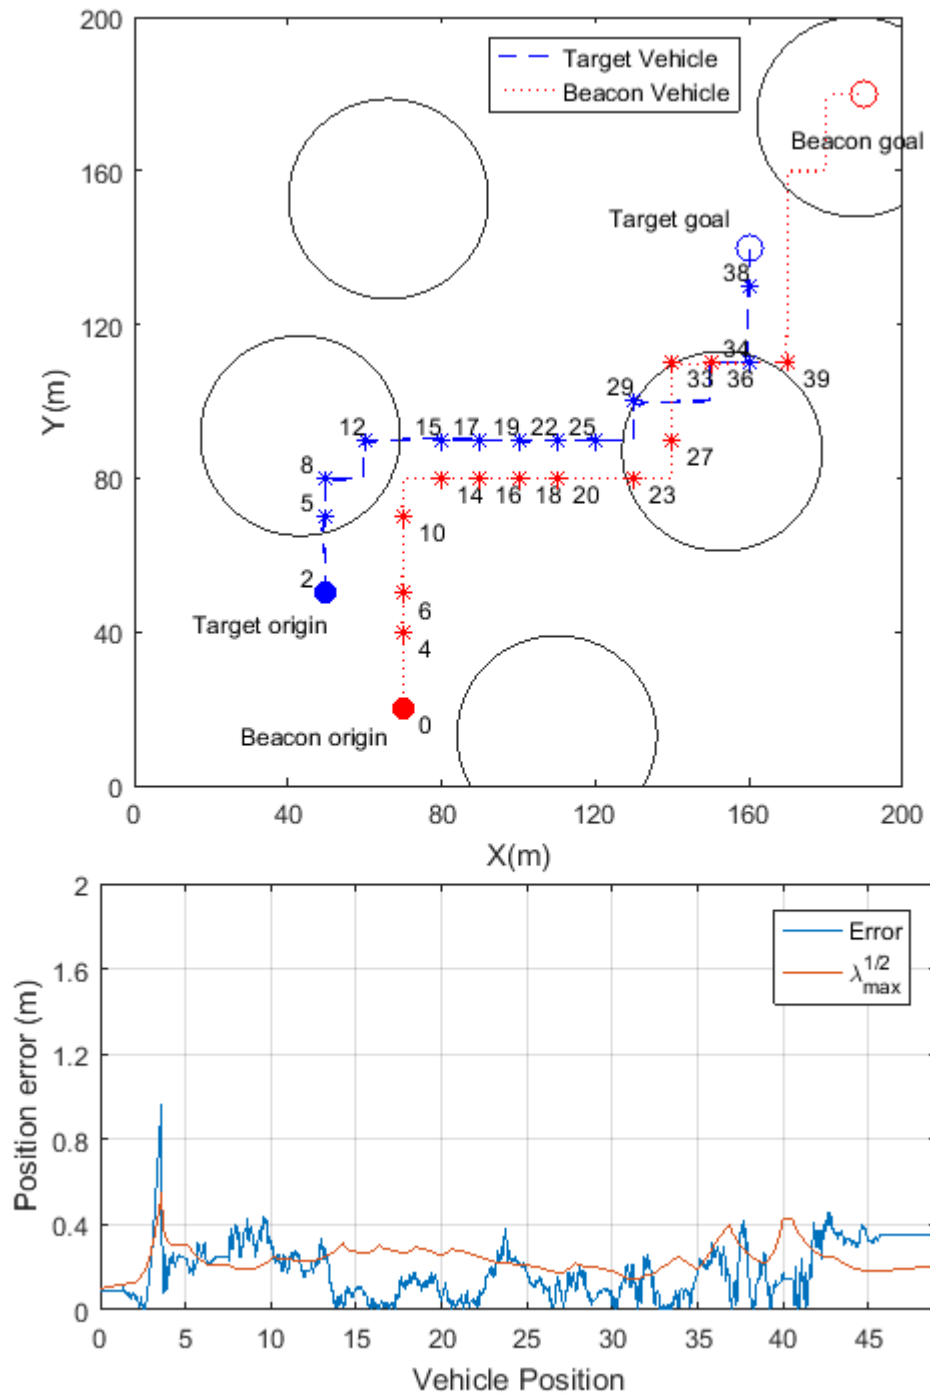 200
160
120
80
40
0
Y(m)
0 40 80 120 160 200
X(m)
Target Vehicle
Beacon Vehicle
Beacon goal
Target goal
38
34
33 36 39
29
12 15 17 19 22 25
27
8
14 16 18 20 23
5
10
2
6
Target origin
4
0
Beacon origin
2
1.6
1.2
0.8
0.4
0
Position error (m)
Error
λmax1/2
0 5 10 15 20 25 30 35 40 45
Vehicle Position